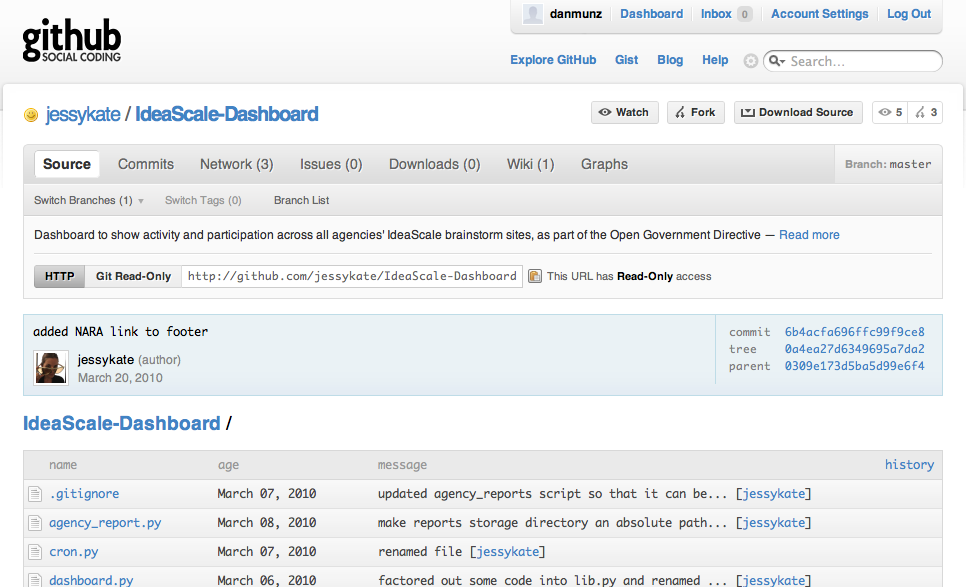 danmunz Dashboard Inbox 0 Account Settings Log Out
github
SOCIAL CODING
Explore GitHub Gist Blog Help Search...
jessykate / IdeaScale-Dashboard Watch Fork Download Source 5 3
Source Commits Network (3) Issues (0) Downloads (0) Wiki (1) Graphs Branch: master
Switch Branches (1) Switch Tags (0) Branch List
Dashboard to show activity and participation across all agencies' IdeaScale brainstorm sites, as part of the Open Government Directive — Read more
HTTP Git Read-Only http://github.com/jessykate/IdeaScale-Dashboard This URL has Read-Only access
added NARA link to footer
jessykate (author)
March 20, 2010
commit 6b4acfa696ffc99f9ce8
tree 0a4ea27d6349695a7da2
parent 0309e173d5ba5d99e6f4
IdeaScale-Dashboard /
name age message history
.gitignore March 07, 2010 updated agency_reports script so that it can be... [jessykate]
agency_report.py March 08, 2010 make reports storage directory an absolute path... [jessykate]
cron.py March 07, 2010 renamed file [jessykate]
dashboard.py March 06, 2010 factored out some code into lib.py and renamed ... [jessykate]